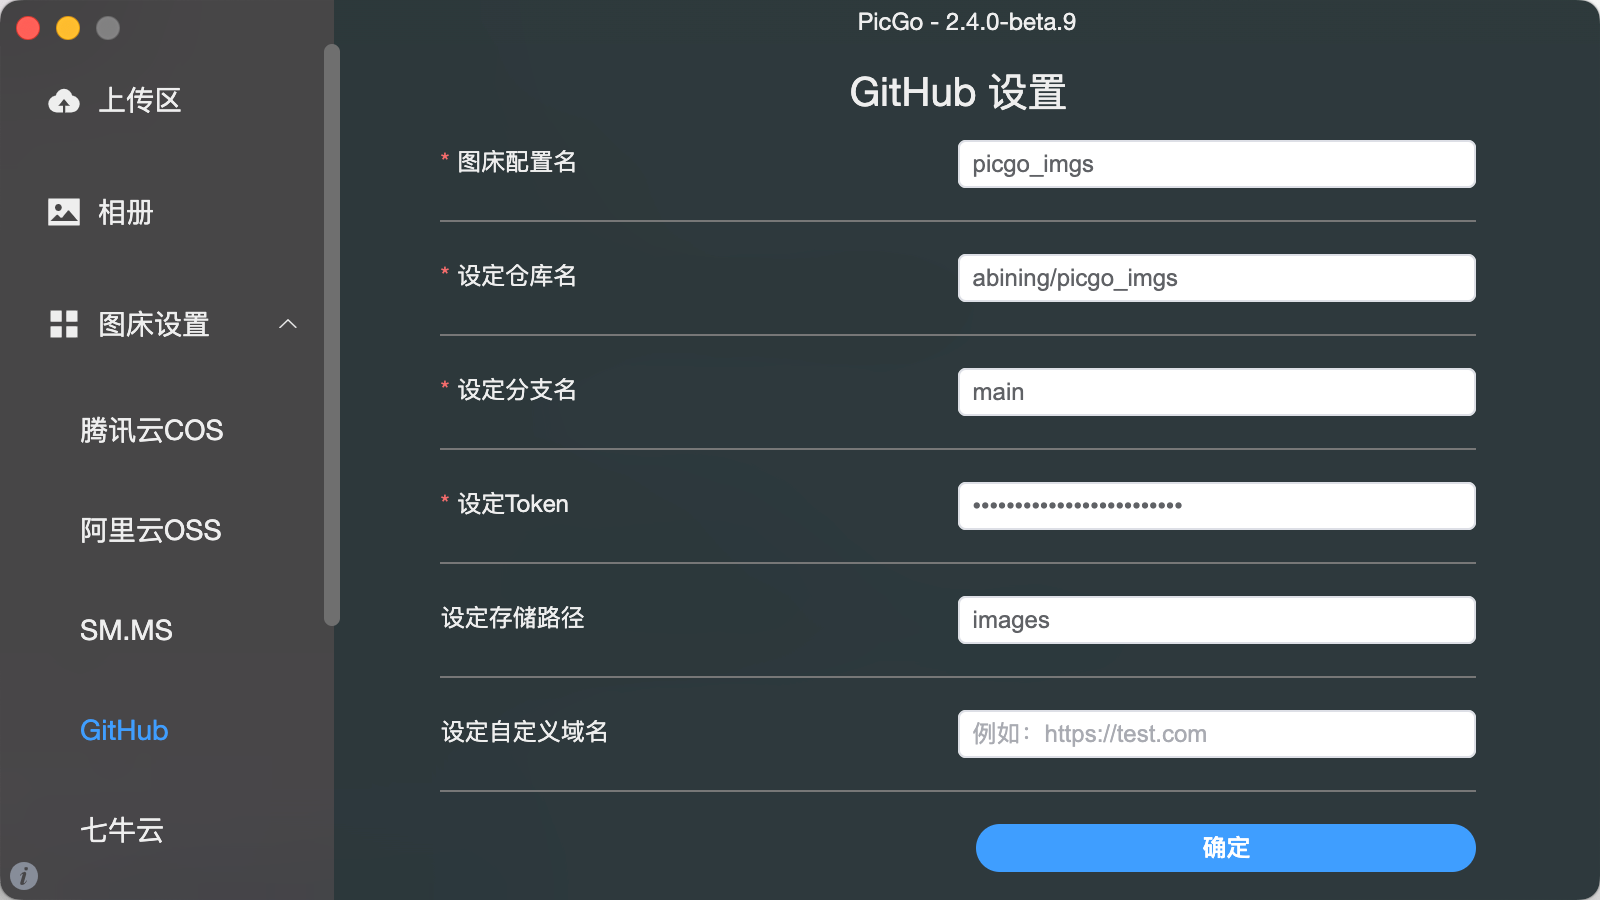 PicGo - 2.4.0-beta.9
上传区
相册
图床设置
腾讯云COS
阿里云OSS
SM.MS
GitHub
七牛云
GitHub 设置
* 图床配置名
picgo_imgs
* 设定仓库名
abining/picgo_imgs
* 设定分支名
main
* 设定Token
•••••••••••••••••••••••••
设定存储路径
images
设定自定义域名
例如：https://test.com
确定